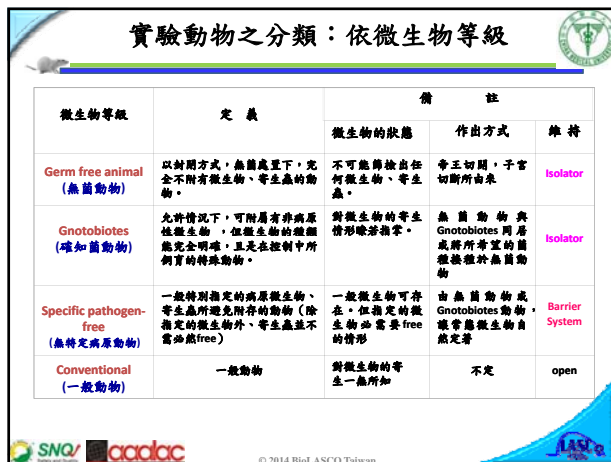 實驗動物之分類：依微生物等級
微生物等級
定 義
備 註
微生物的狀態
作出方式
維 持
Germ free animal
(無菌動物)
以封閉方式，無菌處置下，完
全不附有微生物、寄生蟲的動
物。
不可能篩檢出任
何微生物、寄生
蟲。
帝王切開，子宮
切斷所由來
Isolator
Gnotobiotes
(確知菌動物)
允許情況下，可附屬有非病原
性微生物 ，但微生物的種類
能完全明確，且是在控制中所
飼育的特殊動物。
對微生物的寄生
情形瞭若指掌。
無菌動物與
Gnotobiotes 同居
或將所希望的菌
種接種於無菌動
物
Isolator
Specific pathogen-
free
(無特定病原動物)
一般特別指定的病原微生物、
寄生蟲所避免附存的動物（除
指定的微生物外、寄生蟲並不
需必然free）
一般微生物可存
在。但指定的微
生物必需要free
的情形
由無菌動物或
Gnotobiotes動物，
讓常態微生物自
然定著
Barrier
System
Conventional
(一般動物)
一般動物
對微生物的寄
生一無所知
不定
open
SNQ
aaalac
© 2014 BioLASCO Taiwan
LASCO